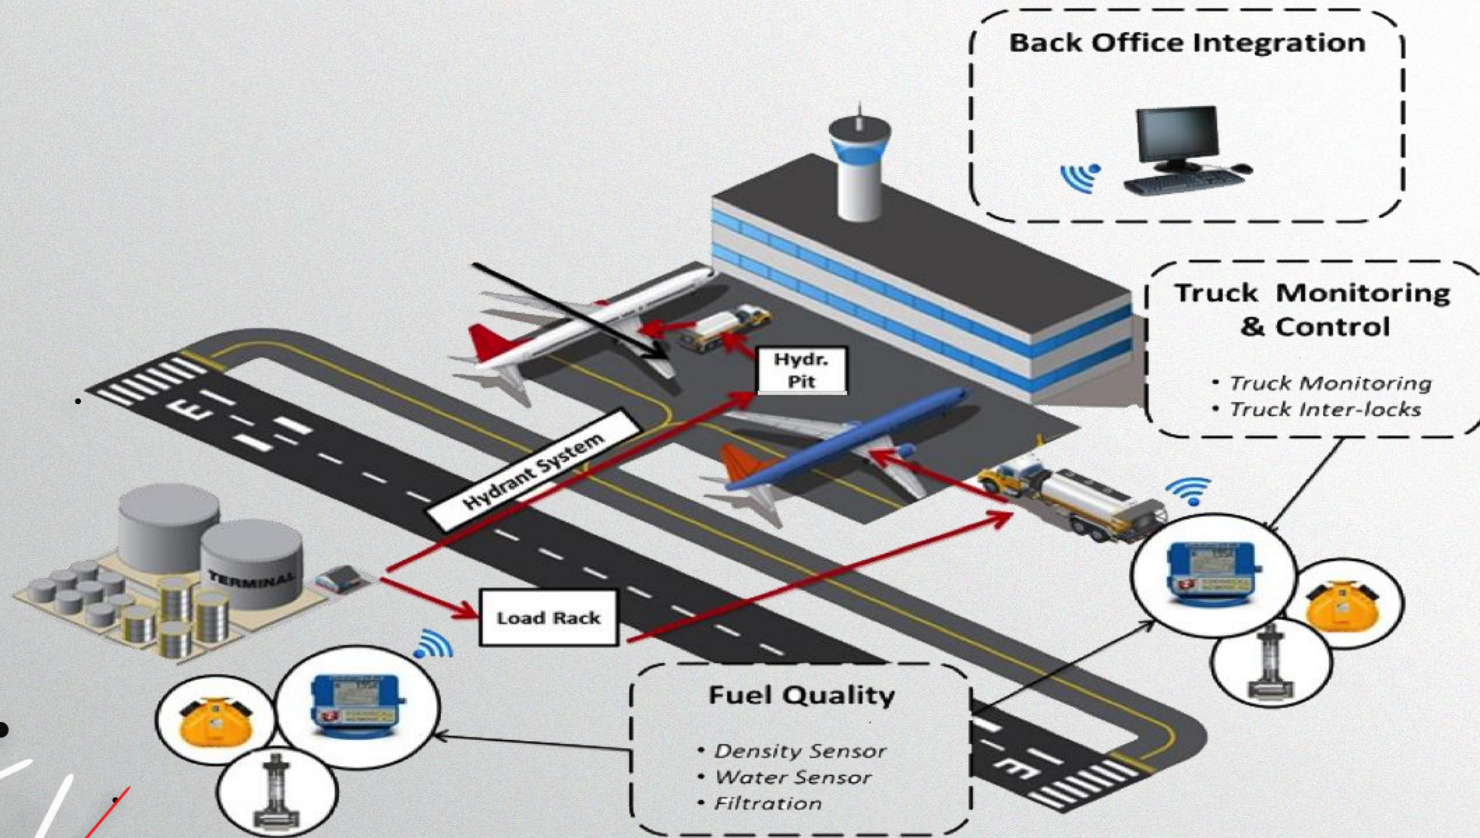 Back Office Integration
Truck Monitoring
& Control
• Truck Monitoring
• Truck Inter-locks
Hydr.
Pit
Hydrant System
TERMINAL
Load Rack
Fuel Quality
• Density Sensor
• Water Sensor
• Filtration
E
E